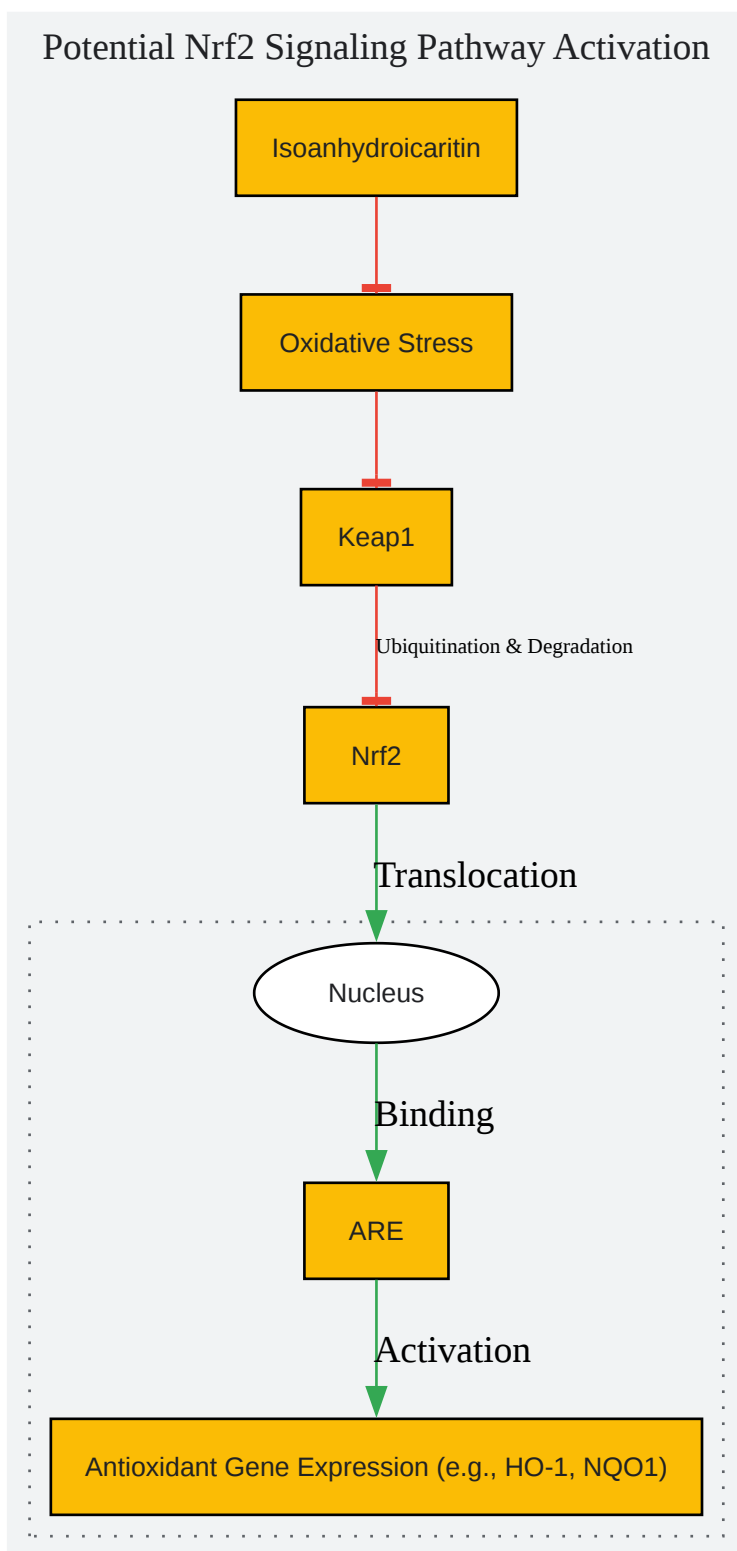 Potential Nrf2 Signaling Pathway Activation
Isoanhydroicaritin
Oxidative Stress
Keap1
Ubiquitination & Degradation
Nrf2
Translocation
Nucleus
Binding
ARE
Activation
Antioxidant Gene Expression (e.g., HO-1, NQO1)